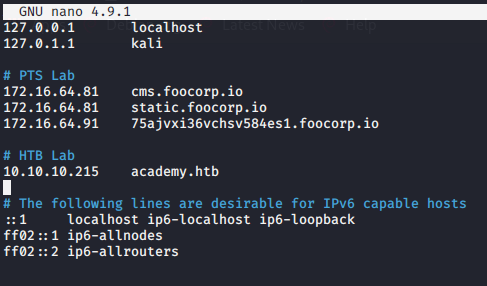 GNU nano 4.9.1
127.0.0.1 localhost
127.0.1.1 kali
# PTS Lab
172.16.64.81 cms.foocorp.io
172.16.64.81 static.foocorp.io
172.16.64.91 75ajvxi36vchsv584es1.foocorp.io
# HTB Lab
10.10.10.215 academy.htb
# The following lines are desirable for IPv6 capable hosts
::1 localhost ip6-localhost ip6-loopback
ff02::1 ip6-allnodes
ff02::2 ip6-allrouters